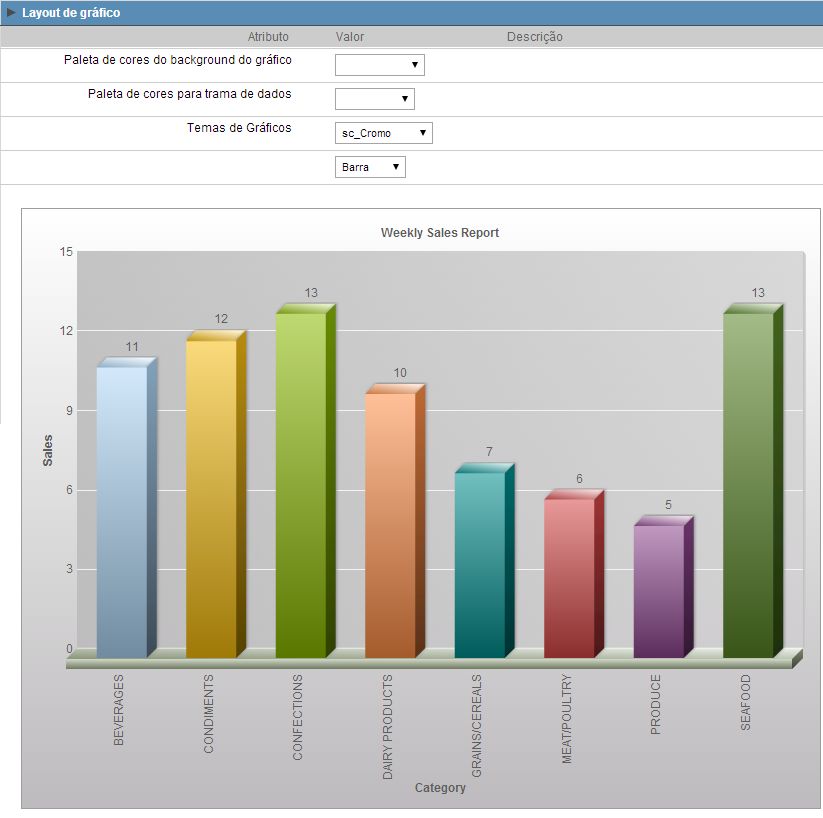 Layout de gráfico
Atributo Valor Descrição
Paleta de cores do background do gráfico
Paleta de cores para trama de dados
Temas de Gráficos sc_Cromo
Barra
Weekly Sales Report
15
12
9
6
3
0
Sales
11
12
13
10
7
6
5
13
BEVERAGES
CONDIMENTS
CONFECTIONS
DAIRY PRODUCTS
GRAINS/CEREALS
MEAT/POULTRY
PRODUCE
SEAFOOD
Category